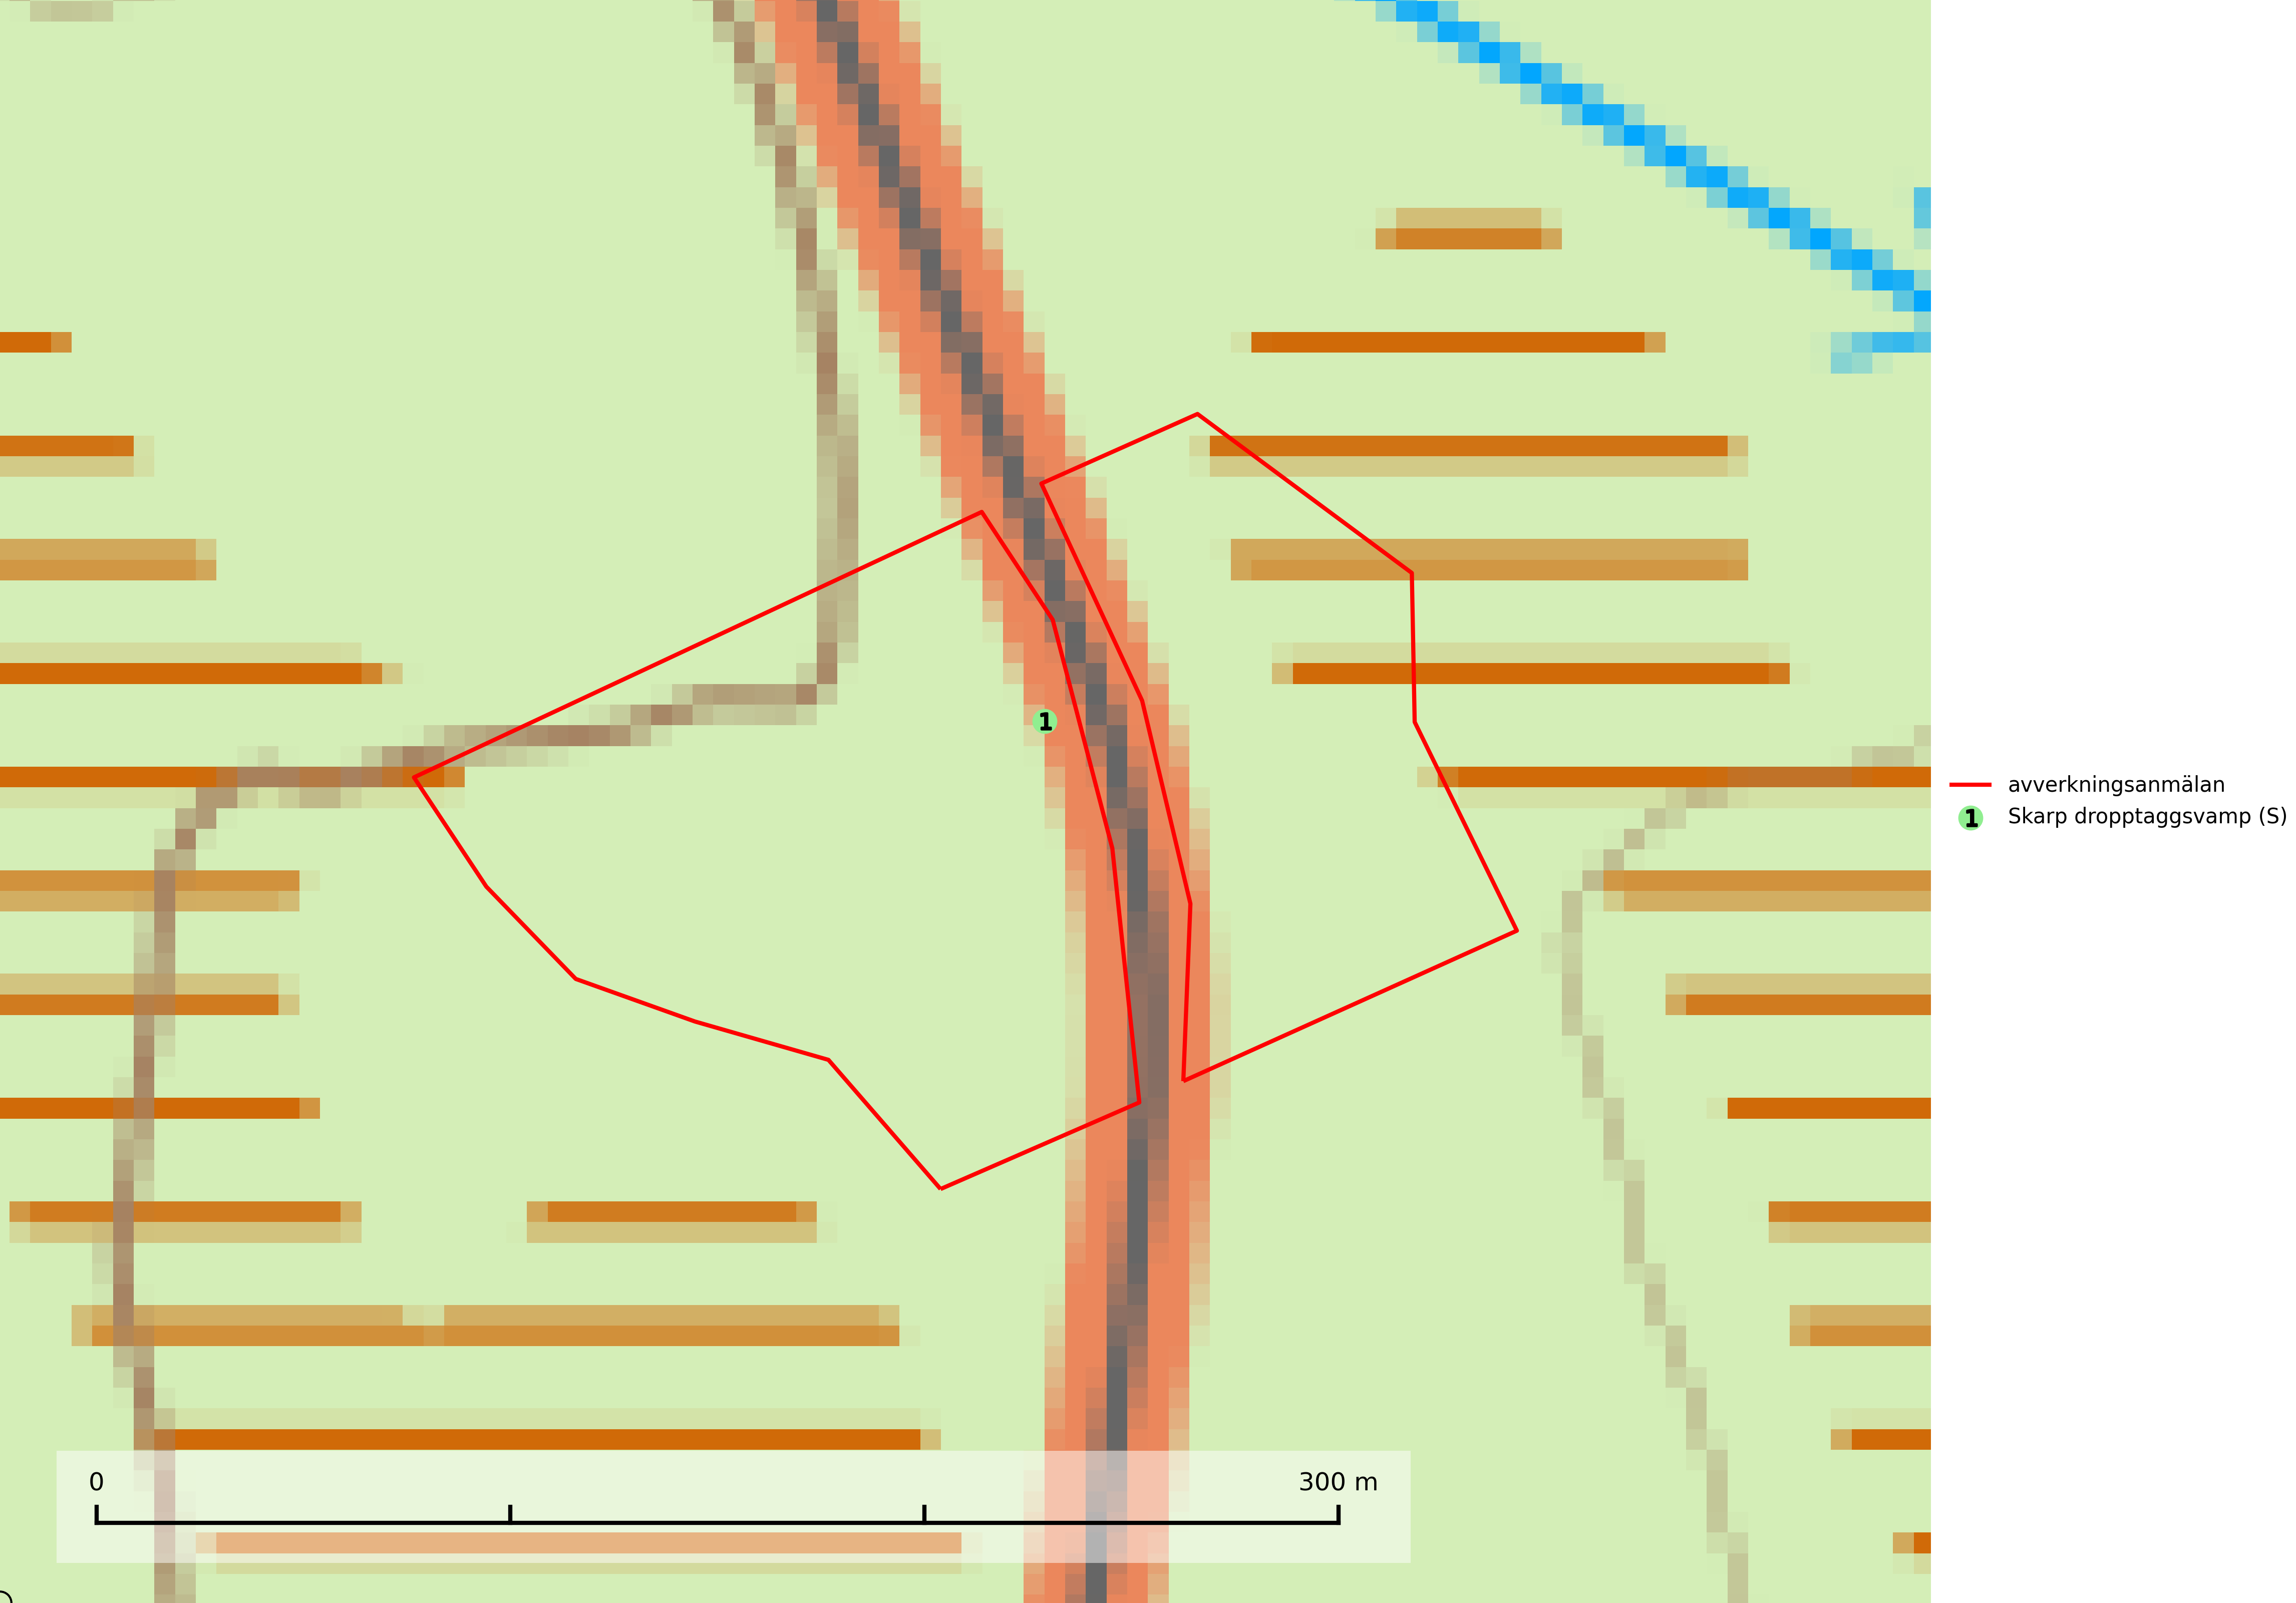 1
avverkningsanmälan
1 Skarp dropptaggsvamp (S)
0 300 m